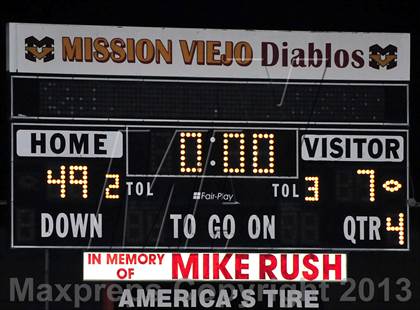 MISSION VIEJO Diablos
HOME 0:00 VISITOR
49 2 TOL Fair-Play TOL 3 7
DOWN TO GO ON QTR 4
IN MEMORY OF MIKE RUSH
AMERICA'S TIRE
Maxpreps Copyright 2013